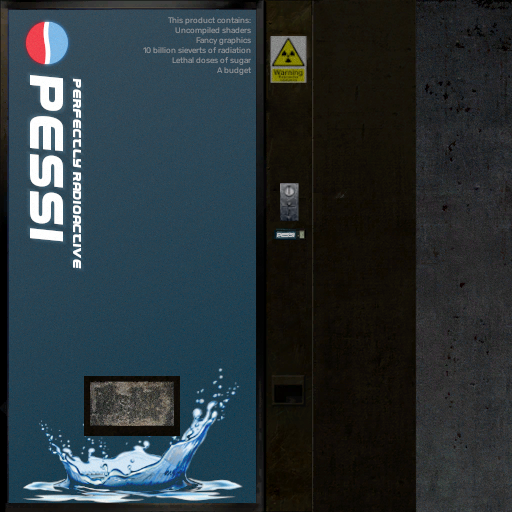 This product contains:
Uncompiled shaders
Fancy graphics
10 billion sieverts of radiation
Lethal doses of sugar
A budget
PESSI
PERFECTLY RADIOACTIVE
Warning
PESSI